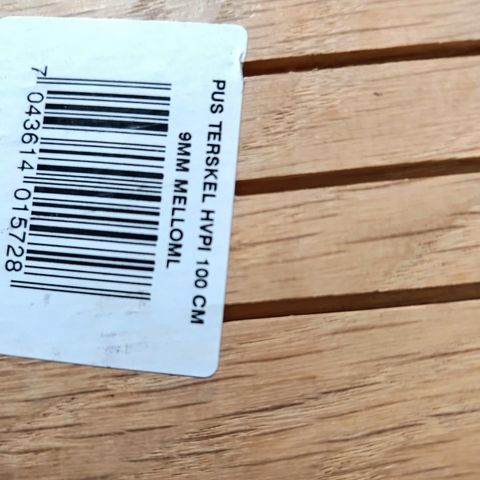 PUS TERSKEL HVPI 100 CM
9MM MELLOML
7 043614 015728